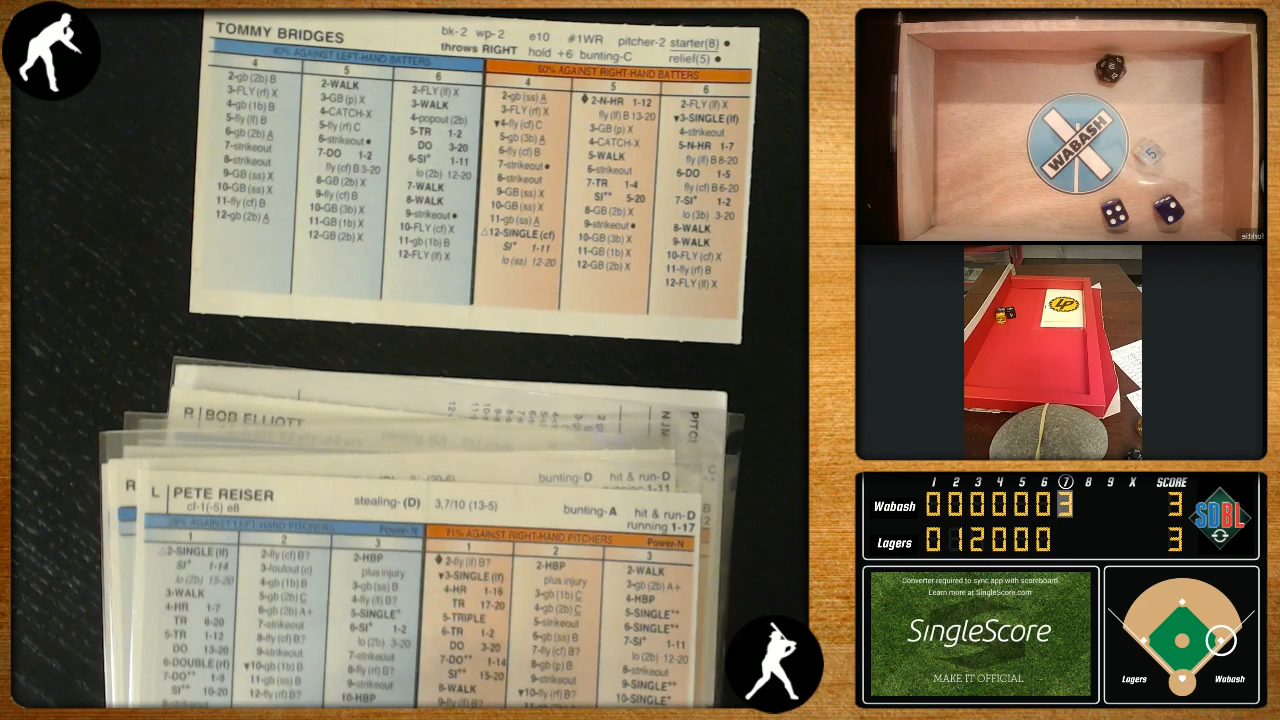 TOMMY BRIDGES
bk-2 wp-2 e10 #1WR pitcher-2 starter(8) •
throws RIGHT hold +6 bunting-C relief(5) •
40% AGAINST LEFT-HAND BATTERS
60% AGAINST RIGHT-HAND BATTERS
4
2-gb (2b) B
3-FLY (rf) X
4-gb (1b) B
5-fly (lf) B
6-gb (2b) A
7-strikeout
8-strikeout
9-GB (ss) X
10-GB (ss) X
11-fly (cf) B
12-gb (2b) A
5
2-WALK
3-GB (p) X
4-CATCH-X
5-fly (rf) C
6-strikeout •
7-DO 1-2
fly (cf) B 3-20
8-GB (2b) X
9-fly (cf) B
10-GB (3b) X
11-GB (1b) X
12-GB (2b) X
6
2-FLY (lf) X
3-WALK
4-popout (2b)
5-TR 1-2
DO 3-20
6-SI* 1-11
lo (2b) 12-20
7-WALK
8-WALK
9-strikeout •
10-FLY (cf) X
11-gb (1b) B
12-FLY (lf) X
4
2-gb (ss) A
3-FLY (rf) X
▼4-fly (cf) C
5-gb (3b) A
6-fly (cf) B
7-strikeout •
8-strikeout
9-GB (ss) X
10-GB (ss) X
11-gb (ss) A
△12-SINGLE (cf)
SI* 1-11
lo (ss) 12-20
5
♦ 2-N-HR 1-12
fly (lf) B 13-20
3-GB (p) X
4-CATCH-X
5-WALK
6-strikeout
7-TR 1-4
SI** 5-20
8-GB (2b) X
9-strikeout •
10-GB (3b) X
11-GB (1b) X
12-GB (2b) X
6
2-FLY (lf) X
▼3-SINGLE (lf)
4-strikeout
5-N-HR 1-7
fly (lf) B 8-20
6-DO 1-5
fly (cf) B 6-20
7-SI* 1-2
lo (3b) 3-20
8-WALK
9-WALK
10-FLY (cf) X
11-fly (rf) B
12-FLY (lf) X
R BOB ELLIOTT
R
L PETE REISER
cf-1(-5) e8
stealing- (D) 3,7/10 (13-5)
bunting-D hit & run-D
bunting-A hit & run-D
running 1-17
29% AGAINST LEFT-HAND PITCHERS Power-N
71% AGAINST RIGHT-HAND PITCHERS Power-N
1
△2-SINGLE (lf)
SI* 1-14
lo (2b) 15-20
3-WALK
4-HR 1-7
TR 8-20
5-TR 1-12
DO 13-20
6-DOUBLE (rf)
7-DO** 1-9
SI** 10-20
2
2-fly (cf) B?
3-foulout (c)
4-gb (1b) B
5-gb (2b) C
6-gb (2b) A+
7-strikeout
8-fly (cf) B?
9-strikeout
▼10-gb (1b) B
11-gb (ss) B
12-fly (lf) B?
3
2-HBP
plus injury
3-gb (ss) B
4-fly (lf) B?
5-SINGLE*
6-SI* 1-2
lo (2b) 3-20
7-strikeout
8-fly (rf) B?
9-strikeout
10-HBP
1
♦ 2-fly (lf) B?
▼3-SINGLE (lf)
4-HR 1-16
TR 17-20
5-TRIPLE
6-TR 1-2
DO 3-20
7-DO** 1-14
SI** 15-20
8-WALK
9-fly (lf) B?
2
2-HBP
plus injury
3-gb (1b) C
4-gb (2b) C
5-strikeout
6-gb (ss) B
7-fly (cf) B?
8-gb (p) B
9-strikeout
▼10-fly (rf) B?
3
2-WALK
3-gb (2b) A+
4-HBP
5-SINGLE**
6-SINGLE**
7-SI* 1-11
lo (2b) 12-20
8-strikeout
9-SINGLE**
10-SINGLE*
WABASH
5
LP
1 2 3 4 5 6 7 8 9 X SCORE
Wabash 0 0 0 0 0 0 3 3
Lagers 0 1 2 0 0 0 3
SDBL
Converter required to sync app with scoreboard
Learn more at SingleScore.com
SINGLESCORE
MAKE IT OFFICIAL
Lagers Wabash